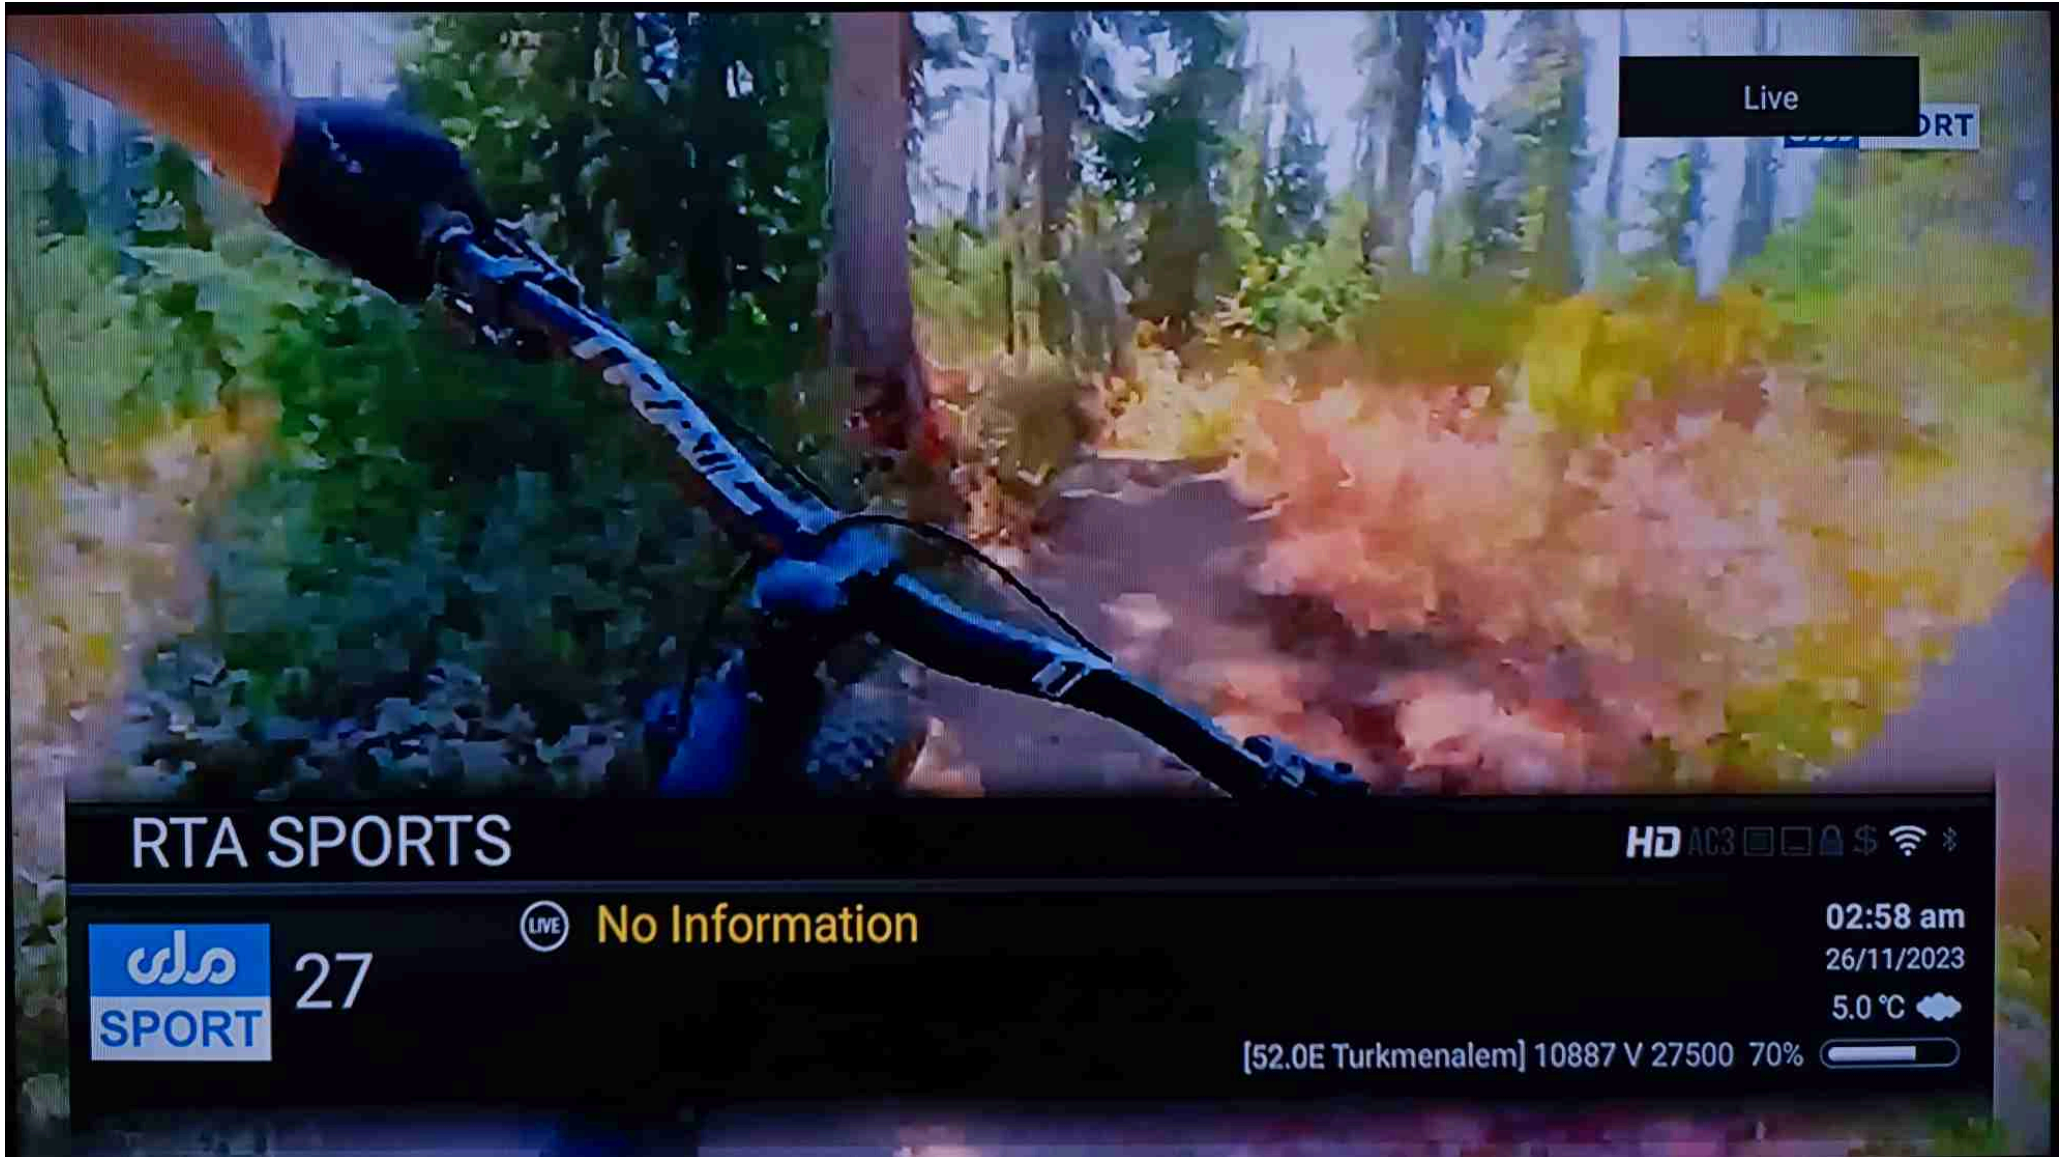 Live
ORT
RTA SPORTS
HD AC3 $
LIVE No Information
02:58 am
ملی
SPORT
27
26/11/2023
5.0 °C
[52.0E Turkmenalem] 10887 V 27500 70%